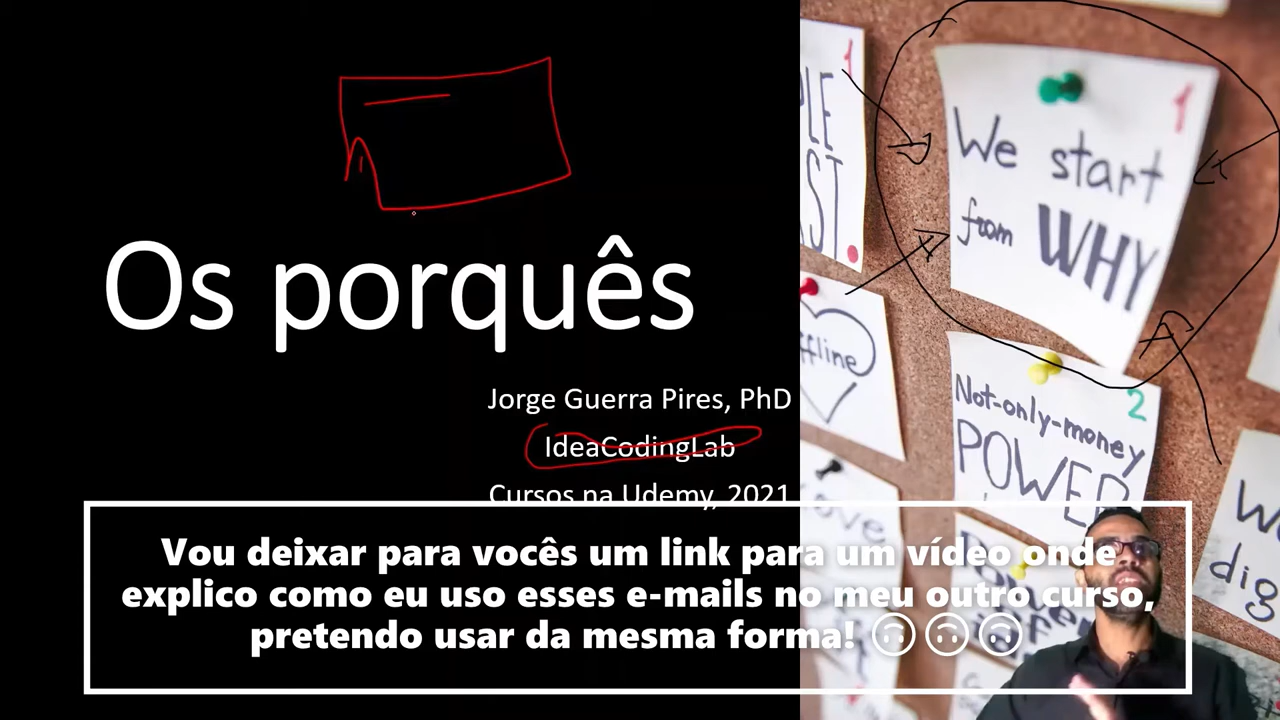 Os porquês
Jorge Guerra Pires, PhD
IdeaCodingLab
Cursos na Udemy, 2021
Vou deixar para vocês um link para um vídeo onde
explico como eu uso esses e-mails no meu outro curso,
pretendo usar da mesma forma! 🙃🙃🙃
1
We start
from WHY
2
Not-only-money
POWER